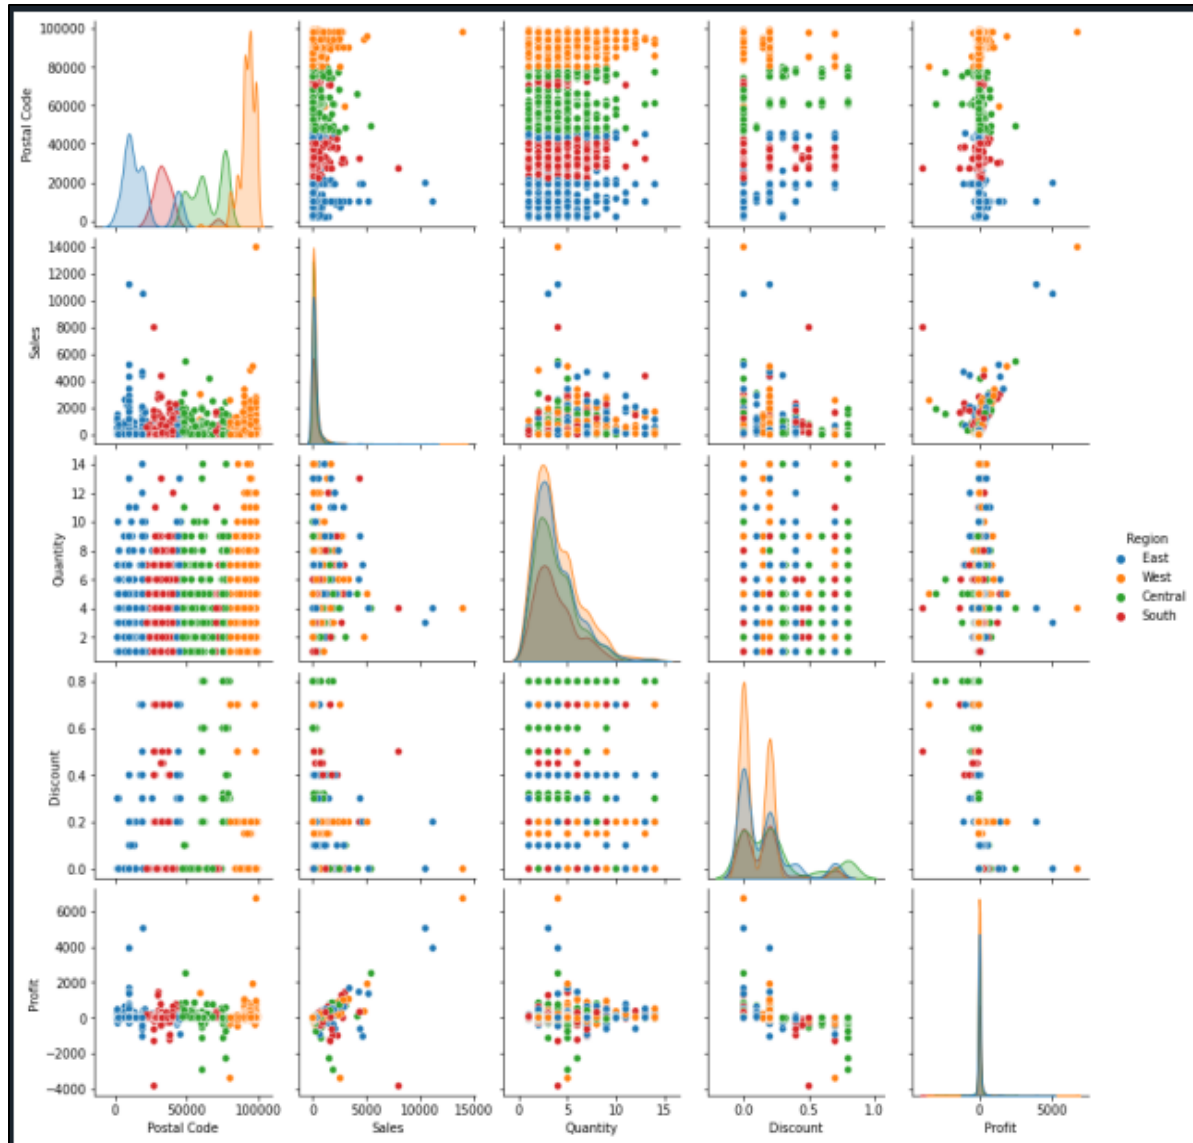 100000
80000
60000
40000
20000
0
Postal Code
14000
12000
10000
8000
6000
4000
2000
0
Sales
14
12
10
8
6
4
2
Quantity
Region
East
West
Central
South
0.8
0.6
0.4
0.2
0.0
Discount
6000
4000
2000
0
−2000
−4000
Profit
0 50000 100000
Postal Code
0 5000 10000 15000
Sales
0 5 10 15
Quantity
0.0 0.5 1.0
Discount
0 5000
Profit